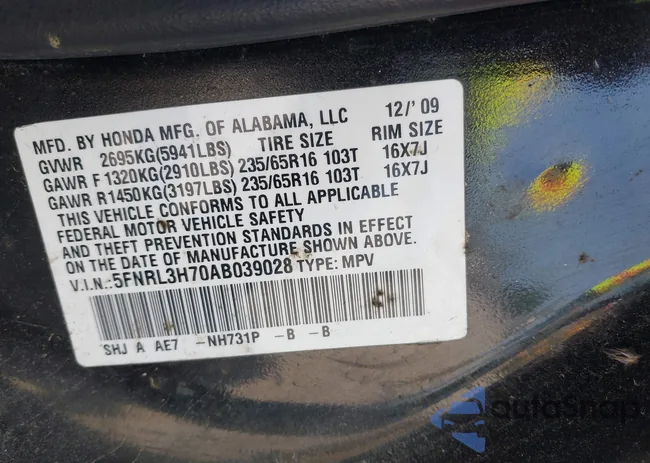 MFD. BY HONDA MFG. OF ALABAMA, LLC 12/'09
GVWR 2695KG(5941LBS) TIRE SIZE RIM SIZE
GAWR F 1320KG(2910LBS) 235/65R16 103T 16X7J
GAWR R1450KG(3197LBS) 235/65R16 103T 16X7J
THIS VEHICLE CONFORMS TO ALL APPLICABLE
FEDERAL MOTOR VEHICLE SAFETY
AND THEFT PREVENTION STANDARDS IN EFFECT
ON THE DATE OF MANUFACTURE SHOWN ABOVE.
V.I.N.:5FNRL3H70AB039028 TYPE: MPV
SHJ A AE7 -NH731P -B -B
autoSnap